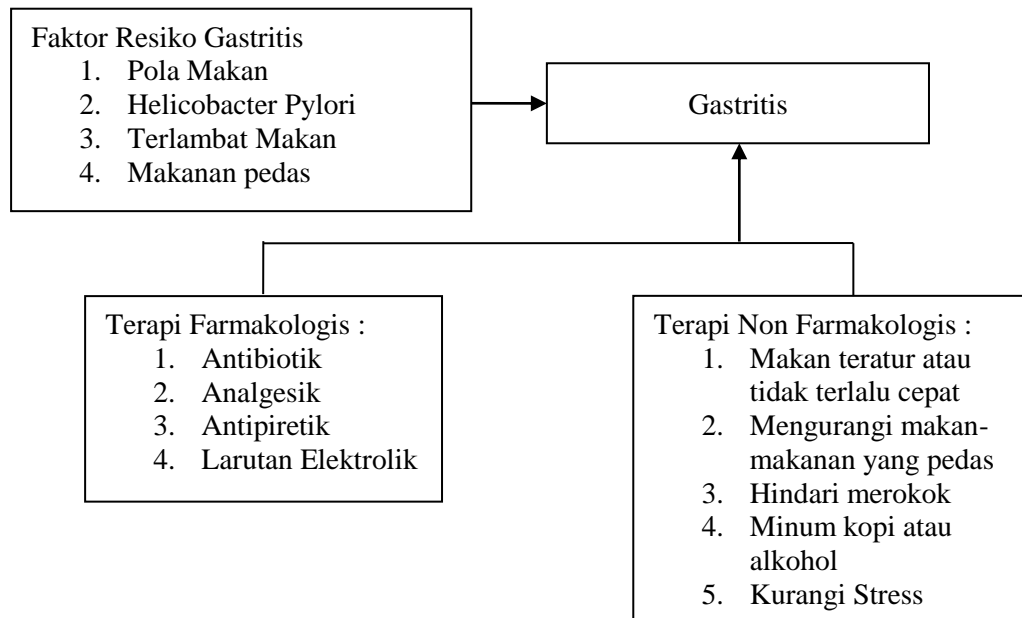 Faktor Resiko Gastritis
1. Pola Makan
2. Helicobacter Pylori
3. Terlambat Makan
4. Makanan pedas
Gastritis
Terapi Farmakologis :
1. Antibiotik
2. Analgesik
3. Antipiretik
4. Larutan Elektrolik
Terapi Non Farmakologis :
1. Makan teratur atau
tidak terlalu cepat
2. Mengurangi makan-
makanan yang pedas
3. Hindari merokok
4. Minum kopi atau
alkohol
5. Kurangi Stress